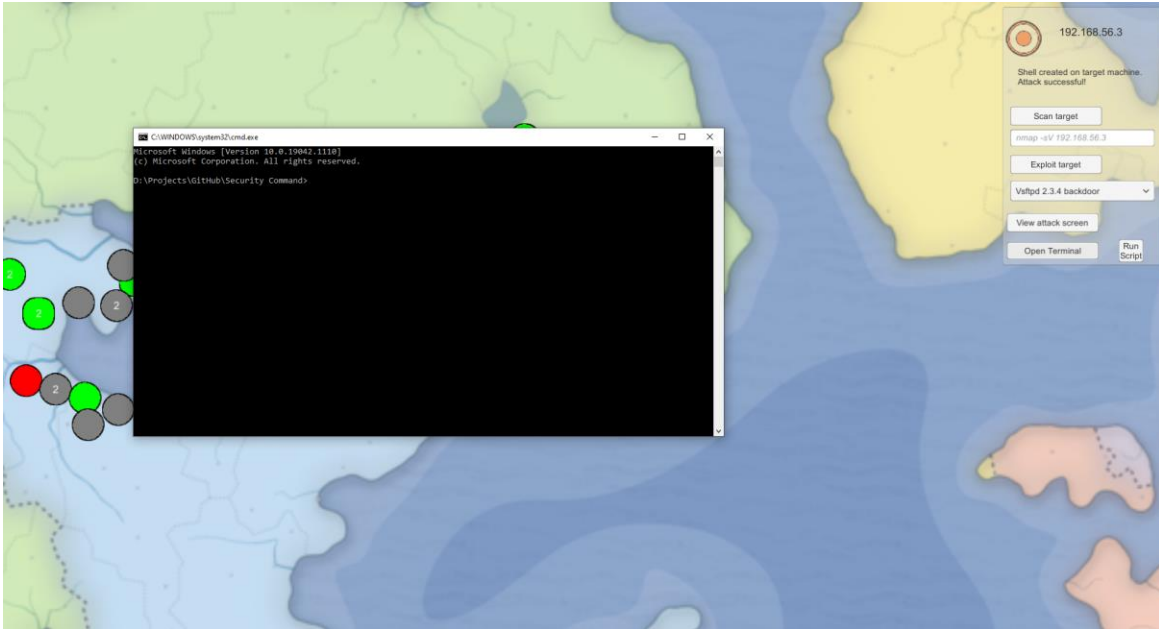 192.168.56.3
Shell created on target machine.
Attack successful!
Scan target
nmap -sV 192.168.56.3
Exploit target
Vsftpd 2.3.4 backdoor
View attack screen
Open Terminal
Run
Script
C:\WINDOWS\system32\cmd.exe
Microsoft Windows [Version 10.0.19042.1110]
(c) Microsoft Corporation. All rights reserved.
D:\Projects\GitHub\Security Command>
2
2
2
2